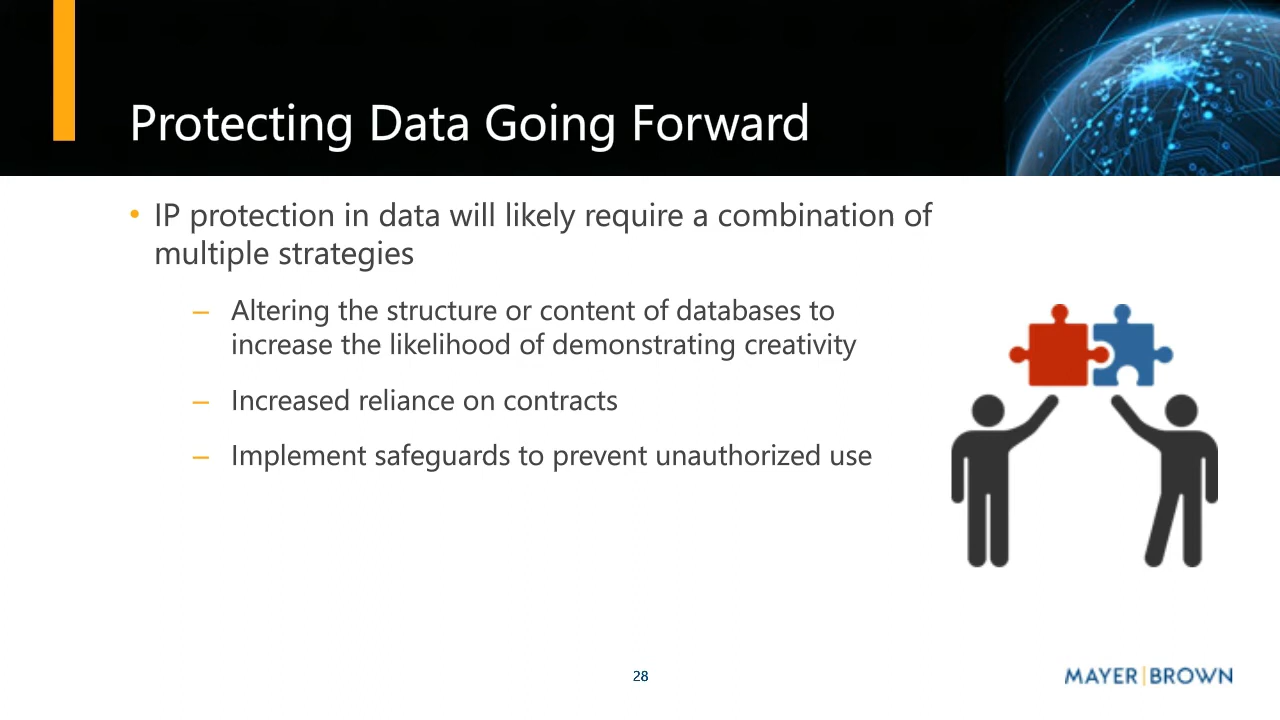 Protecting Data Going Forward
• IP protection in data will likely require a combination of
multiple strategies
– Altering the structure or content of databases to
increase the likelihood of demonstrating creativity
– Increased reliance on contracts
– Implement safeguards to prevent unauthorized use
28
MAYER|BROWN